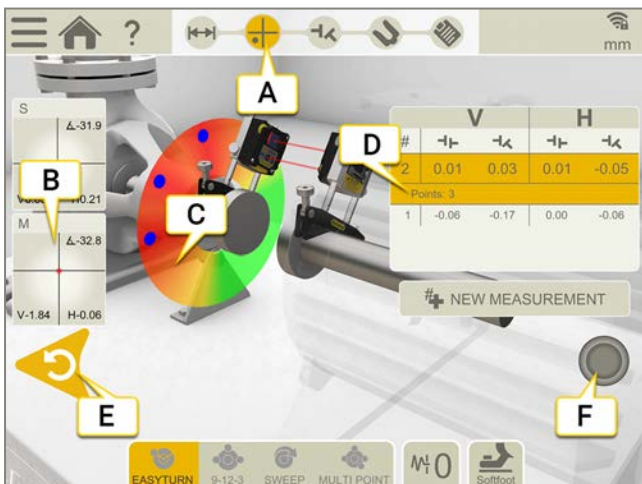 ?
mm
A
S
∡-31.9
H0.21
B
M
∡-32.8
V-1.84 H-0.06
C
D
V H
#
2 0.01 0.03 0.01 -0.05
Points: 3
1 -0.06 -0.17 0.00 -0.06
# NEW MEASUREMENT
E
F
EASYTURN 9-12-3 SWEEP MULTI POINT
0
Softfoot